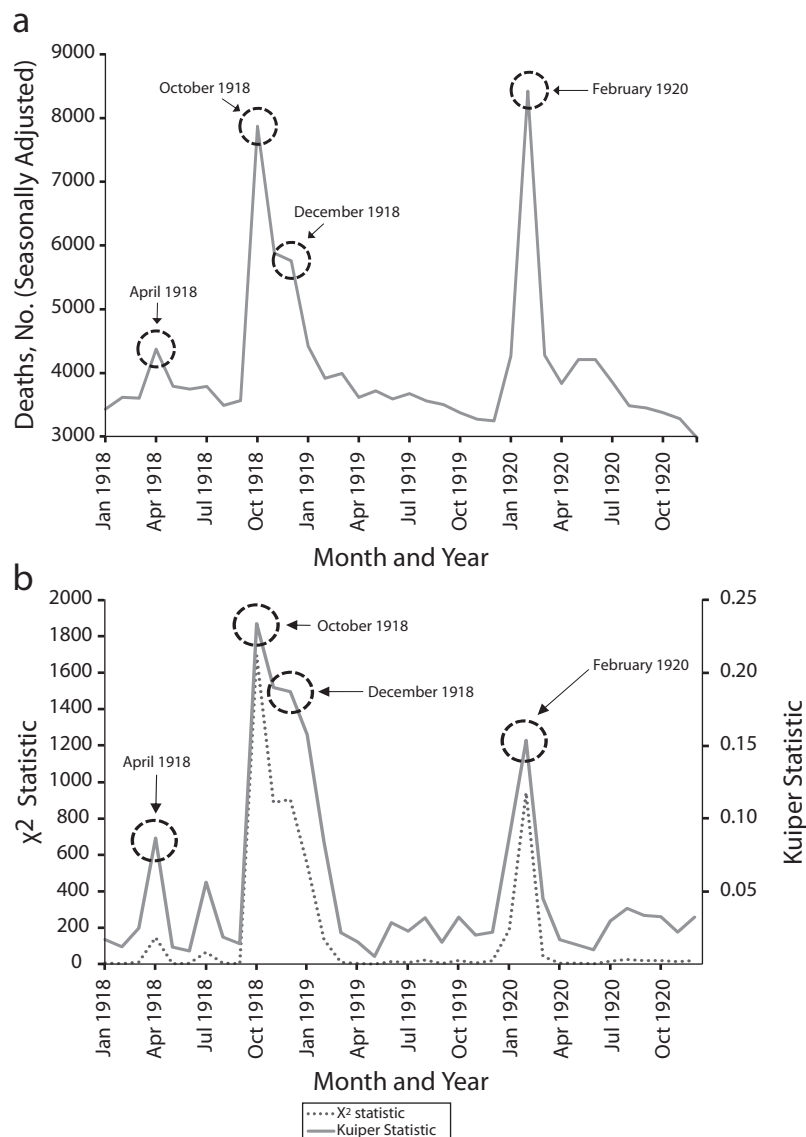 a
Deaths, No. (Seasonally Adjusted)
9000
8000
7000
6000
5000
4000
3000
October 1918
February 1920
December 1918
April 1918
Jan 1918
Apr 1918
Jul 1918
Oct 1918
Jan 1919
Apr 1919
Jul 1919
Oct 1919
Jan 1920
Apr 1920
Jul 1920
Oct 1920
Month and Year
b
X² Statistic
2000
1800
1600
1400
1200
1000
800
600
400
200
0
October 1918
December 1918
February 1920
April 1918
0.25
0.20
0.15
0.10
0.05
Kuiper Statistic
Jan 1918
Apr 1918
Jul 1918
Oct 1918
Jan 1919
Apr 1919
Jul 1919
Oct 1919
Jan 1920
Apr 1920
Jul 1920
Oct 1920
Month and Year
X² statistic
Kuiper Statistic